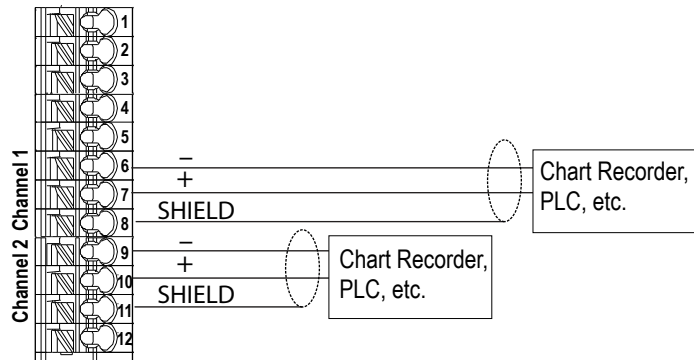 1
2
3
4
5
6
7
8
9
10
11
12
Channel 1
Channel 2
–
+
SHIELD
Chart Recorder,
PLC, etc.
–
+
SHIELD
Chart Recorder,
PLC, etc.